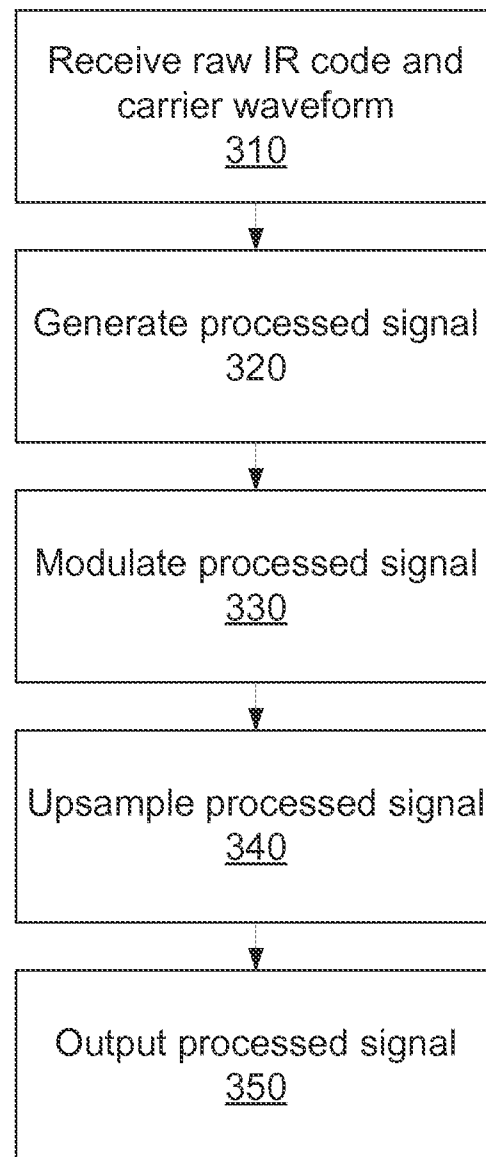 Receive raw IR code and
carrier waveform
310
Generate processed signal
320
Modulate processed signal
330
Upsample processed signal
340
Output processed signal
350